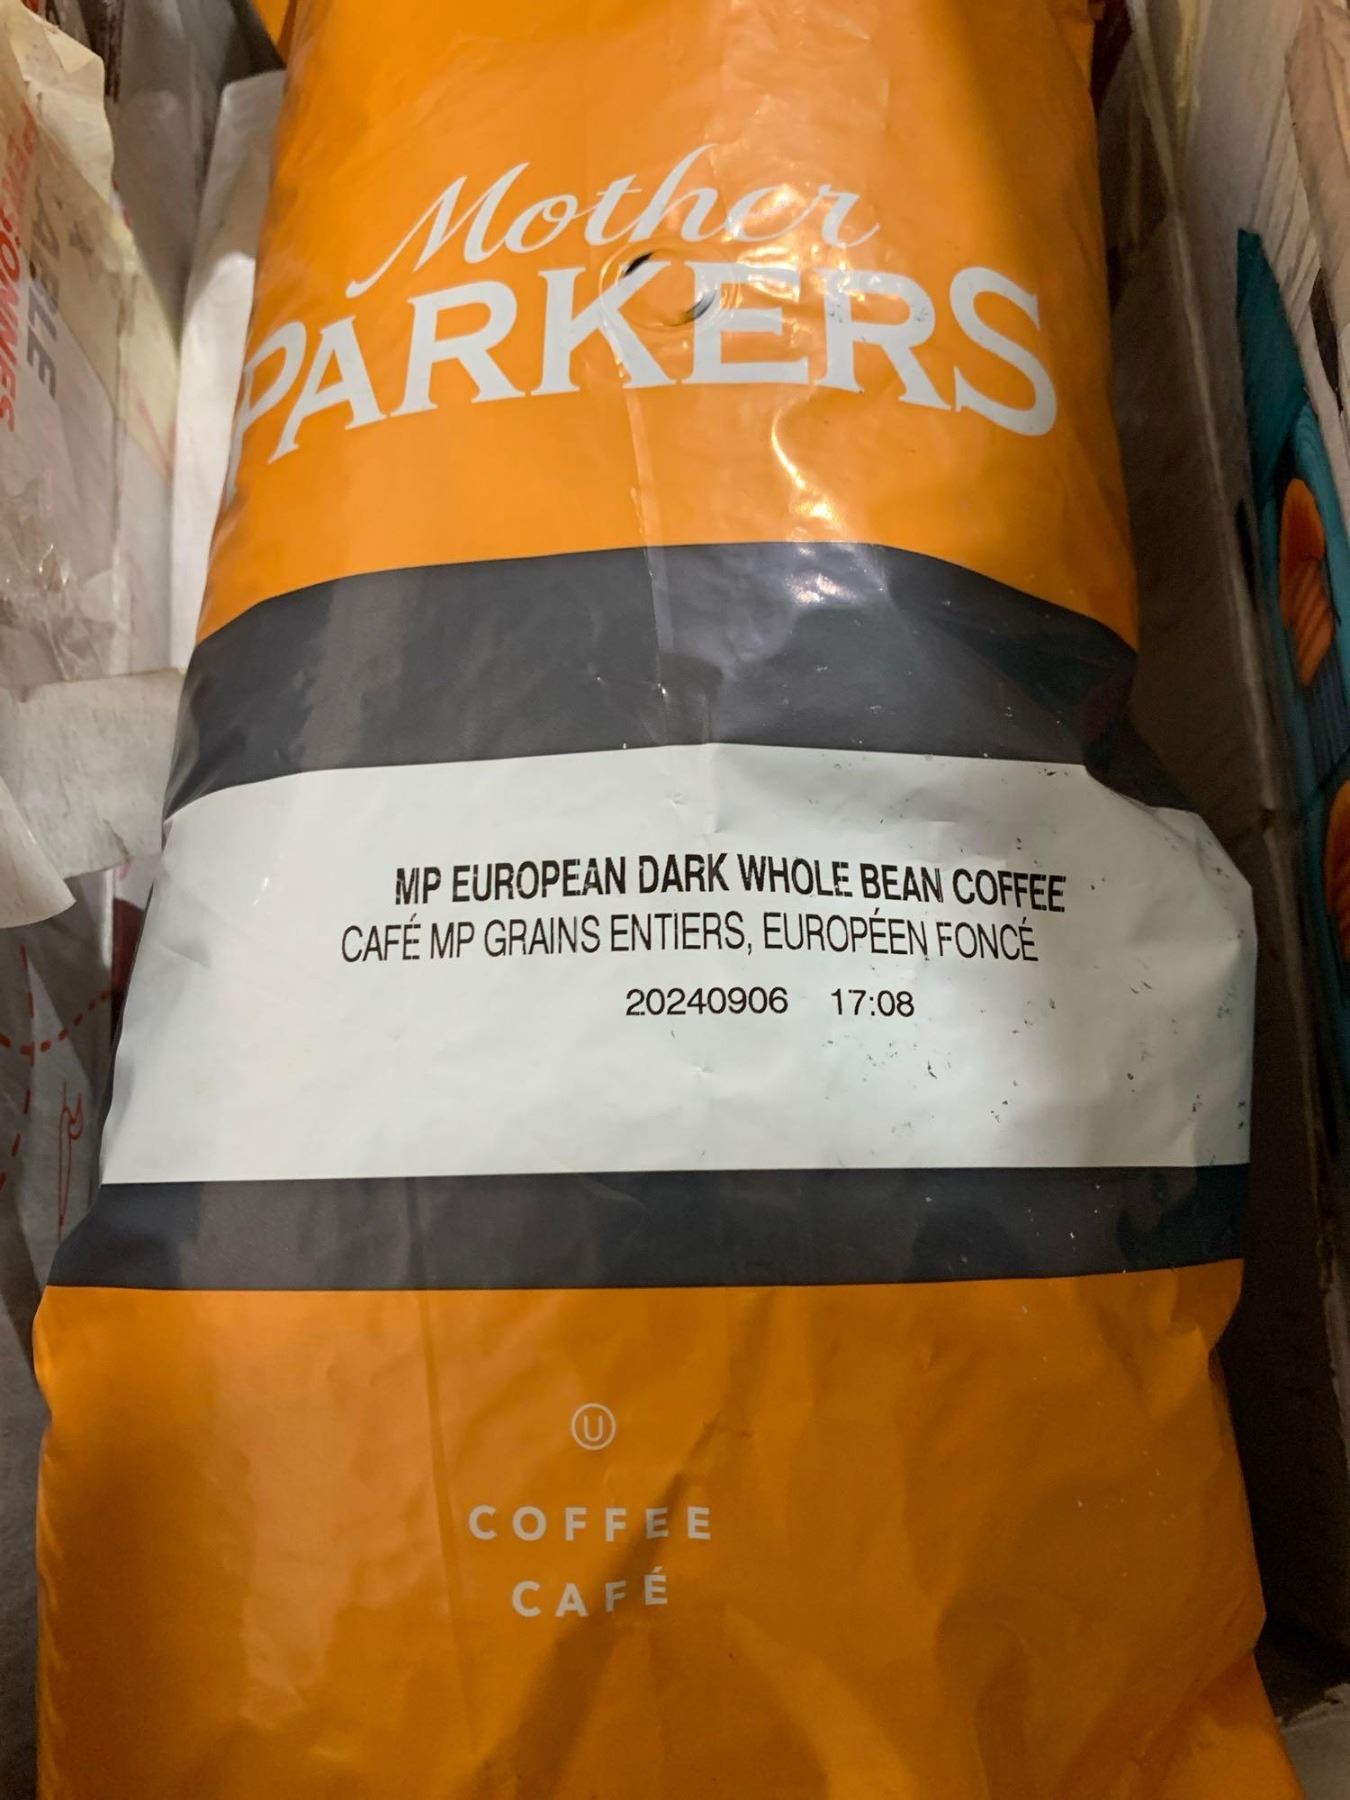 Mother
PARKERS
MP EUROPEAN DARK WHOLE BEAN COFFEE
CAFÉ MP GRAINS ENTIERS, EUROPÉEN FONCÉ
20240906 17:08
U
COFFEE
CAFÉ